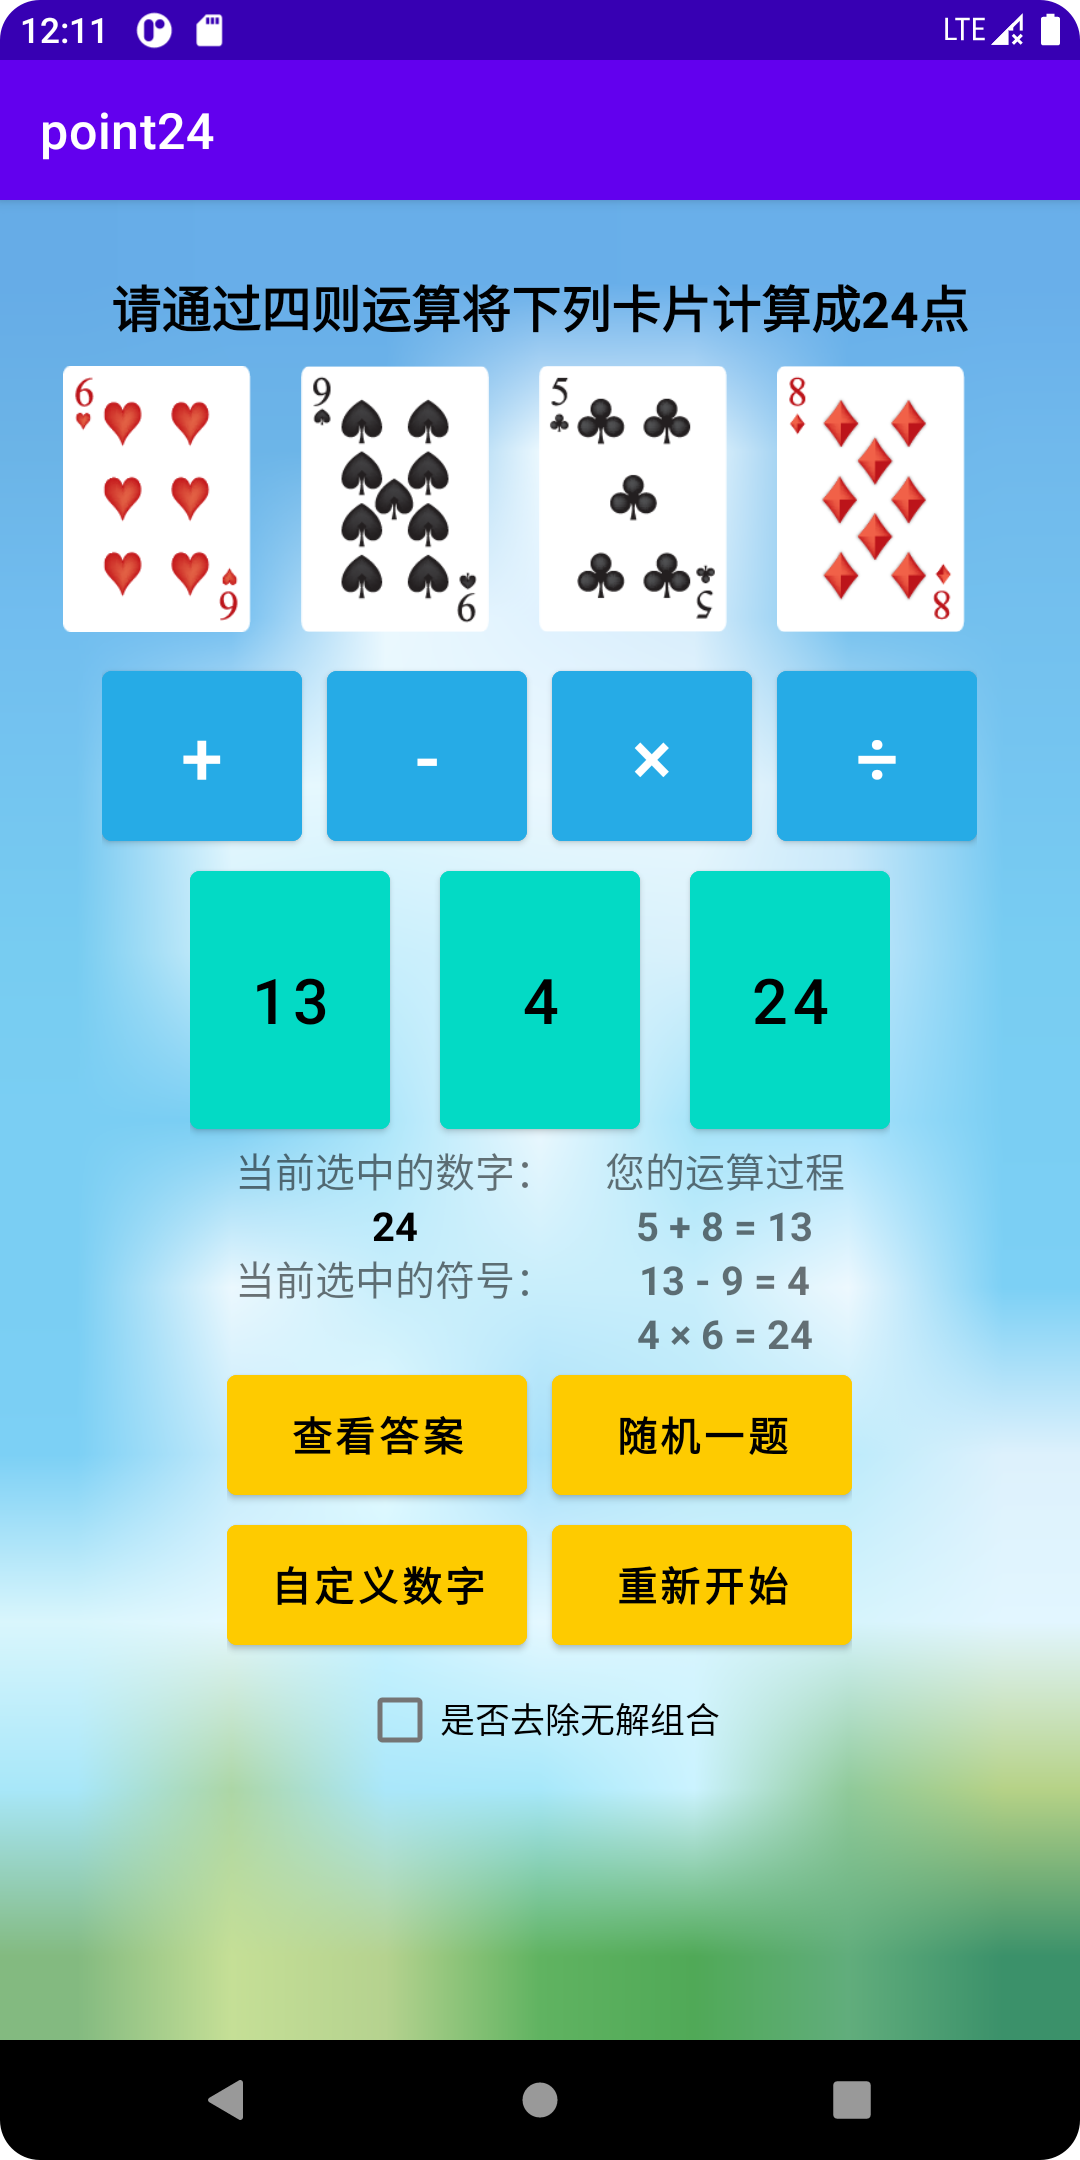 12:11 LTE
point24
请通过四则运算将下列卡片计算成24点
6 9 5 8
6 9 5 8
+ - × ÷
13 4 24
当前选中的数字：
24
当前选中的符号：
您的运算过程
5 + 8 = 13
13 - 9 = 4
4 × 6 = 24
查看答案 随机一题
自定义数字 重新开始
是否去除无解组合